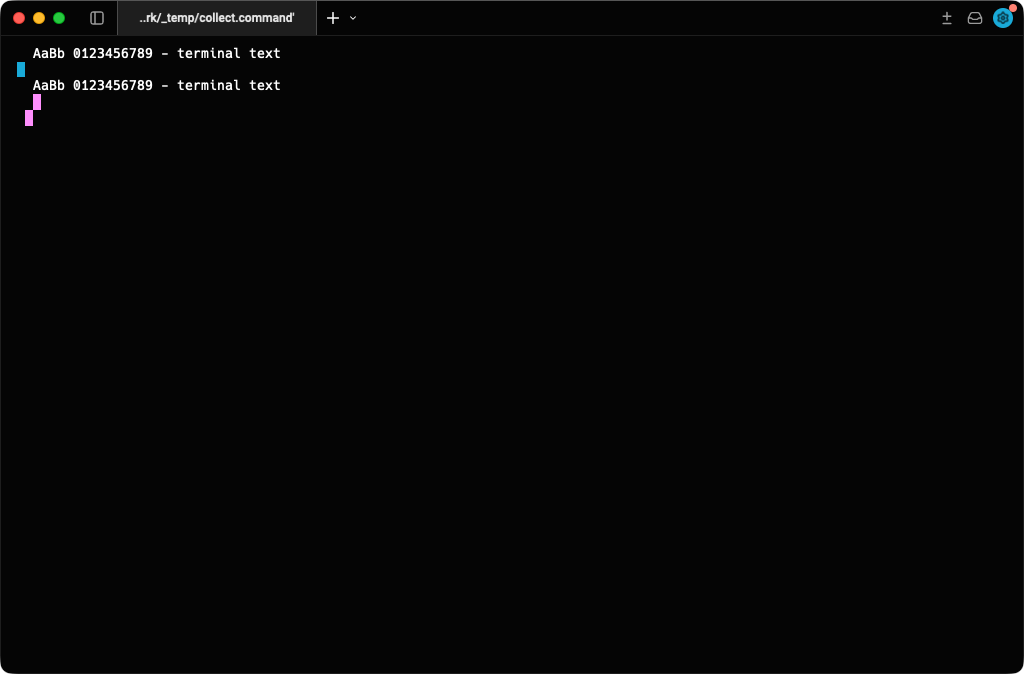 ..rk/_temp/collect.command'
AaBb 0123456789 – terminal text
AaBb 0123456789 – terminal text